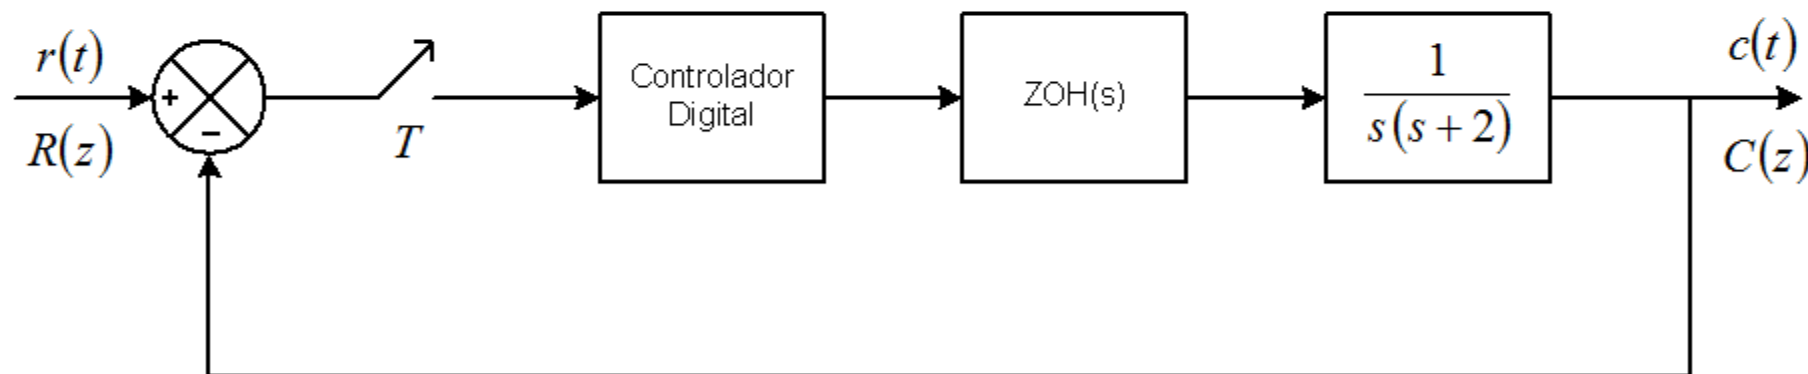 r(t)
R(z)
+
−
T
Controlador
Digital
ZOH(s)
1
s(s + 2)
c(t)
C(z)